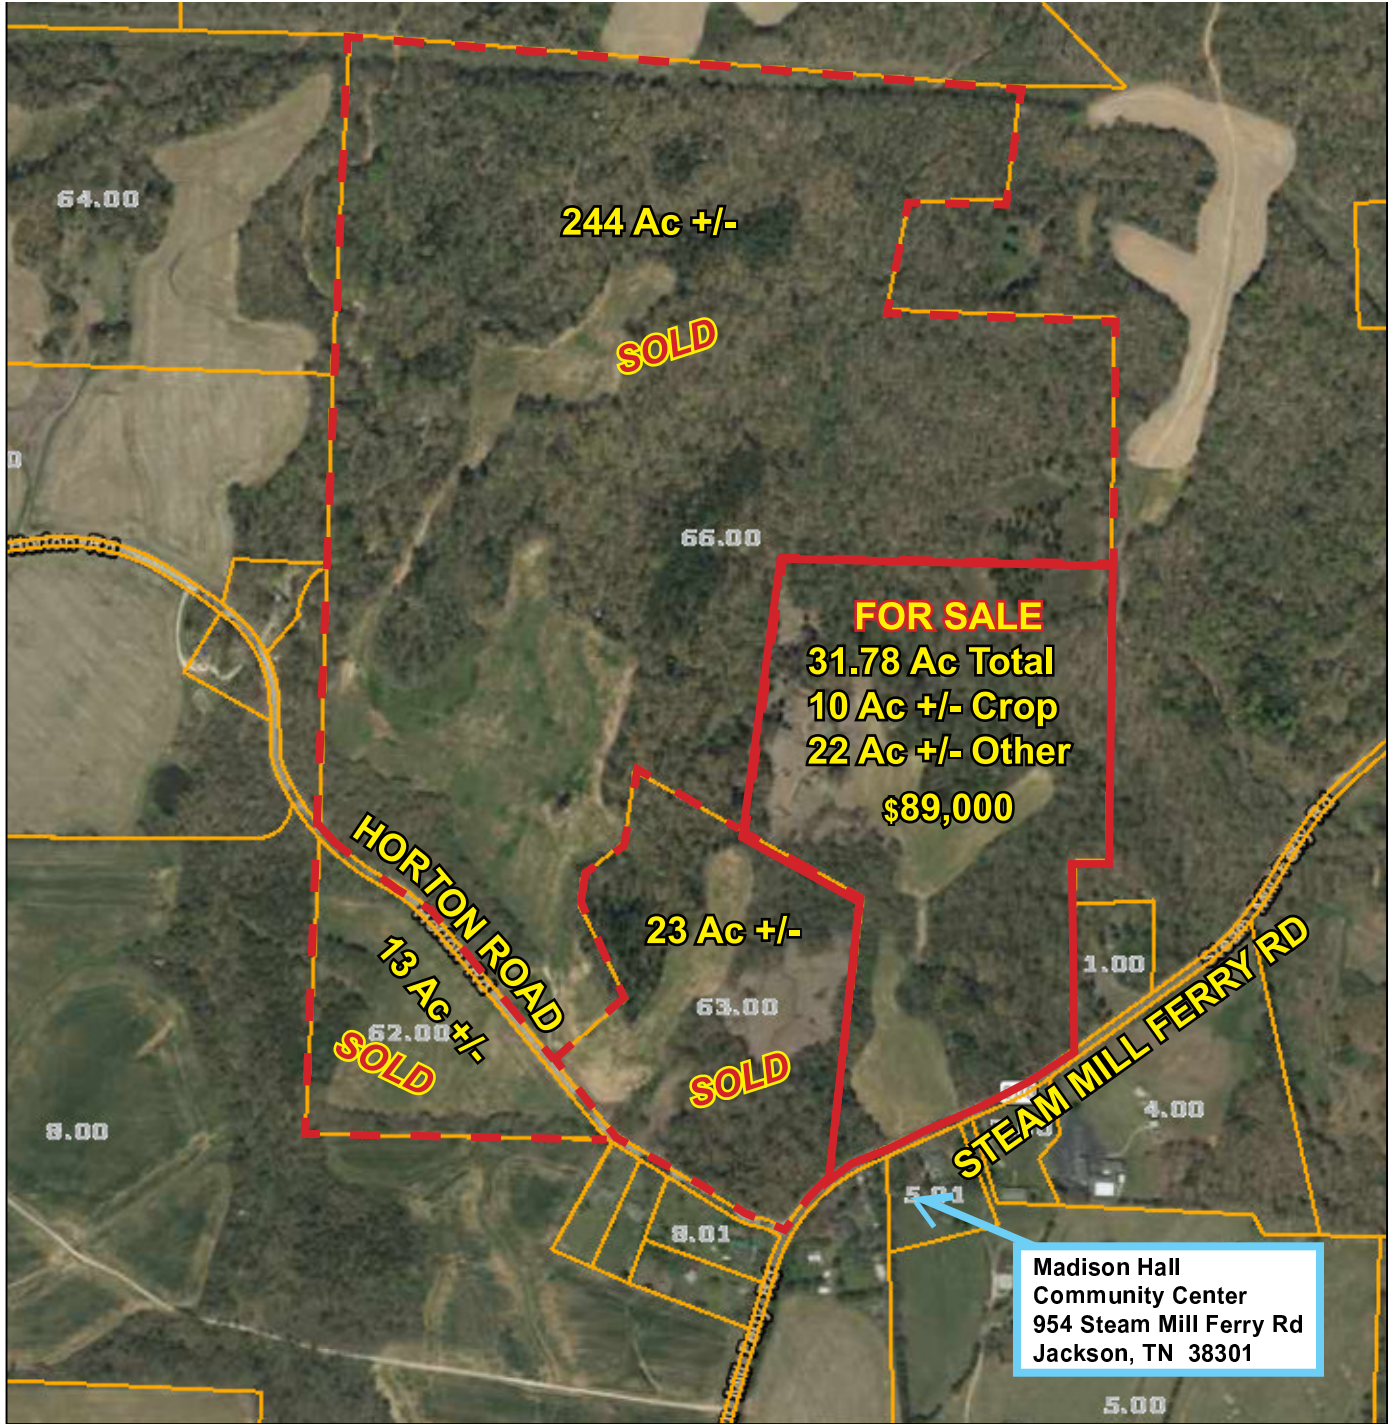 64.00
244 Ac +/-
SOLD
66.00
FOR SALE
31.78 Ac Total
10 Ac +/- Crop
22 Ac +/- Other
$89,000
HORTON ROAD
23 Ac +/-
13 Ac +/-
1.00
STEAM MILL FERRY RD
63.00
62.00
SOLD
SOLD
8.00
4.00
5.01
8.01
Madison Hall
Community Center
954 Steam Mill Ferry Rd
Jackson, TN 38301
5.00